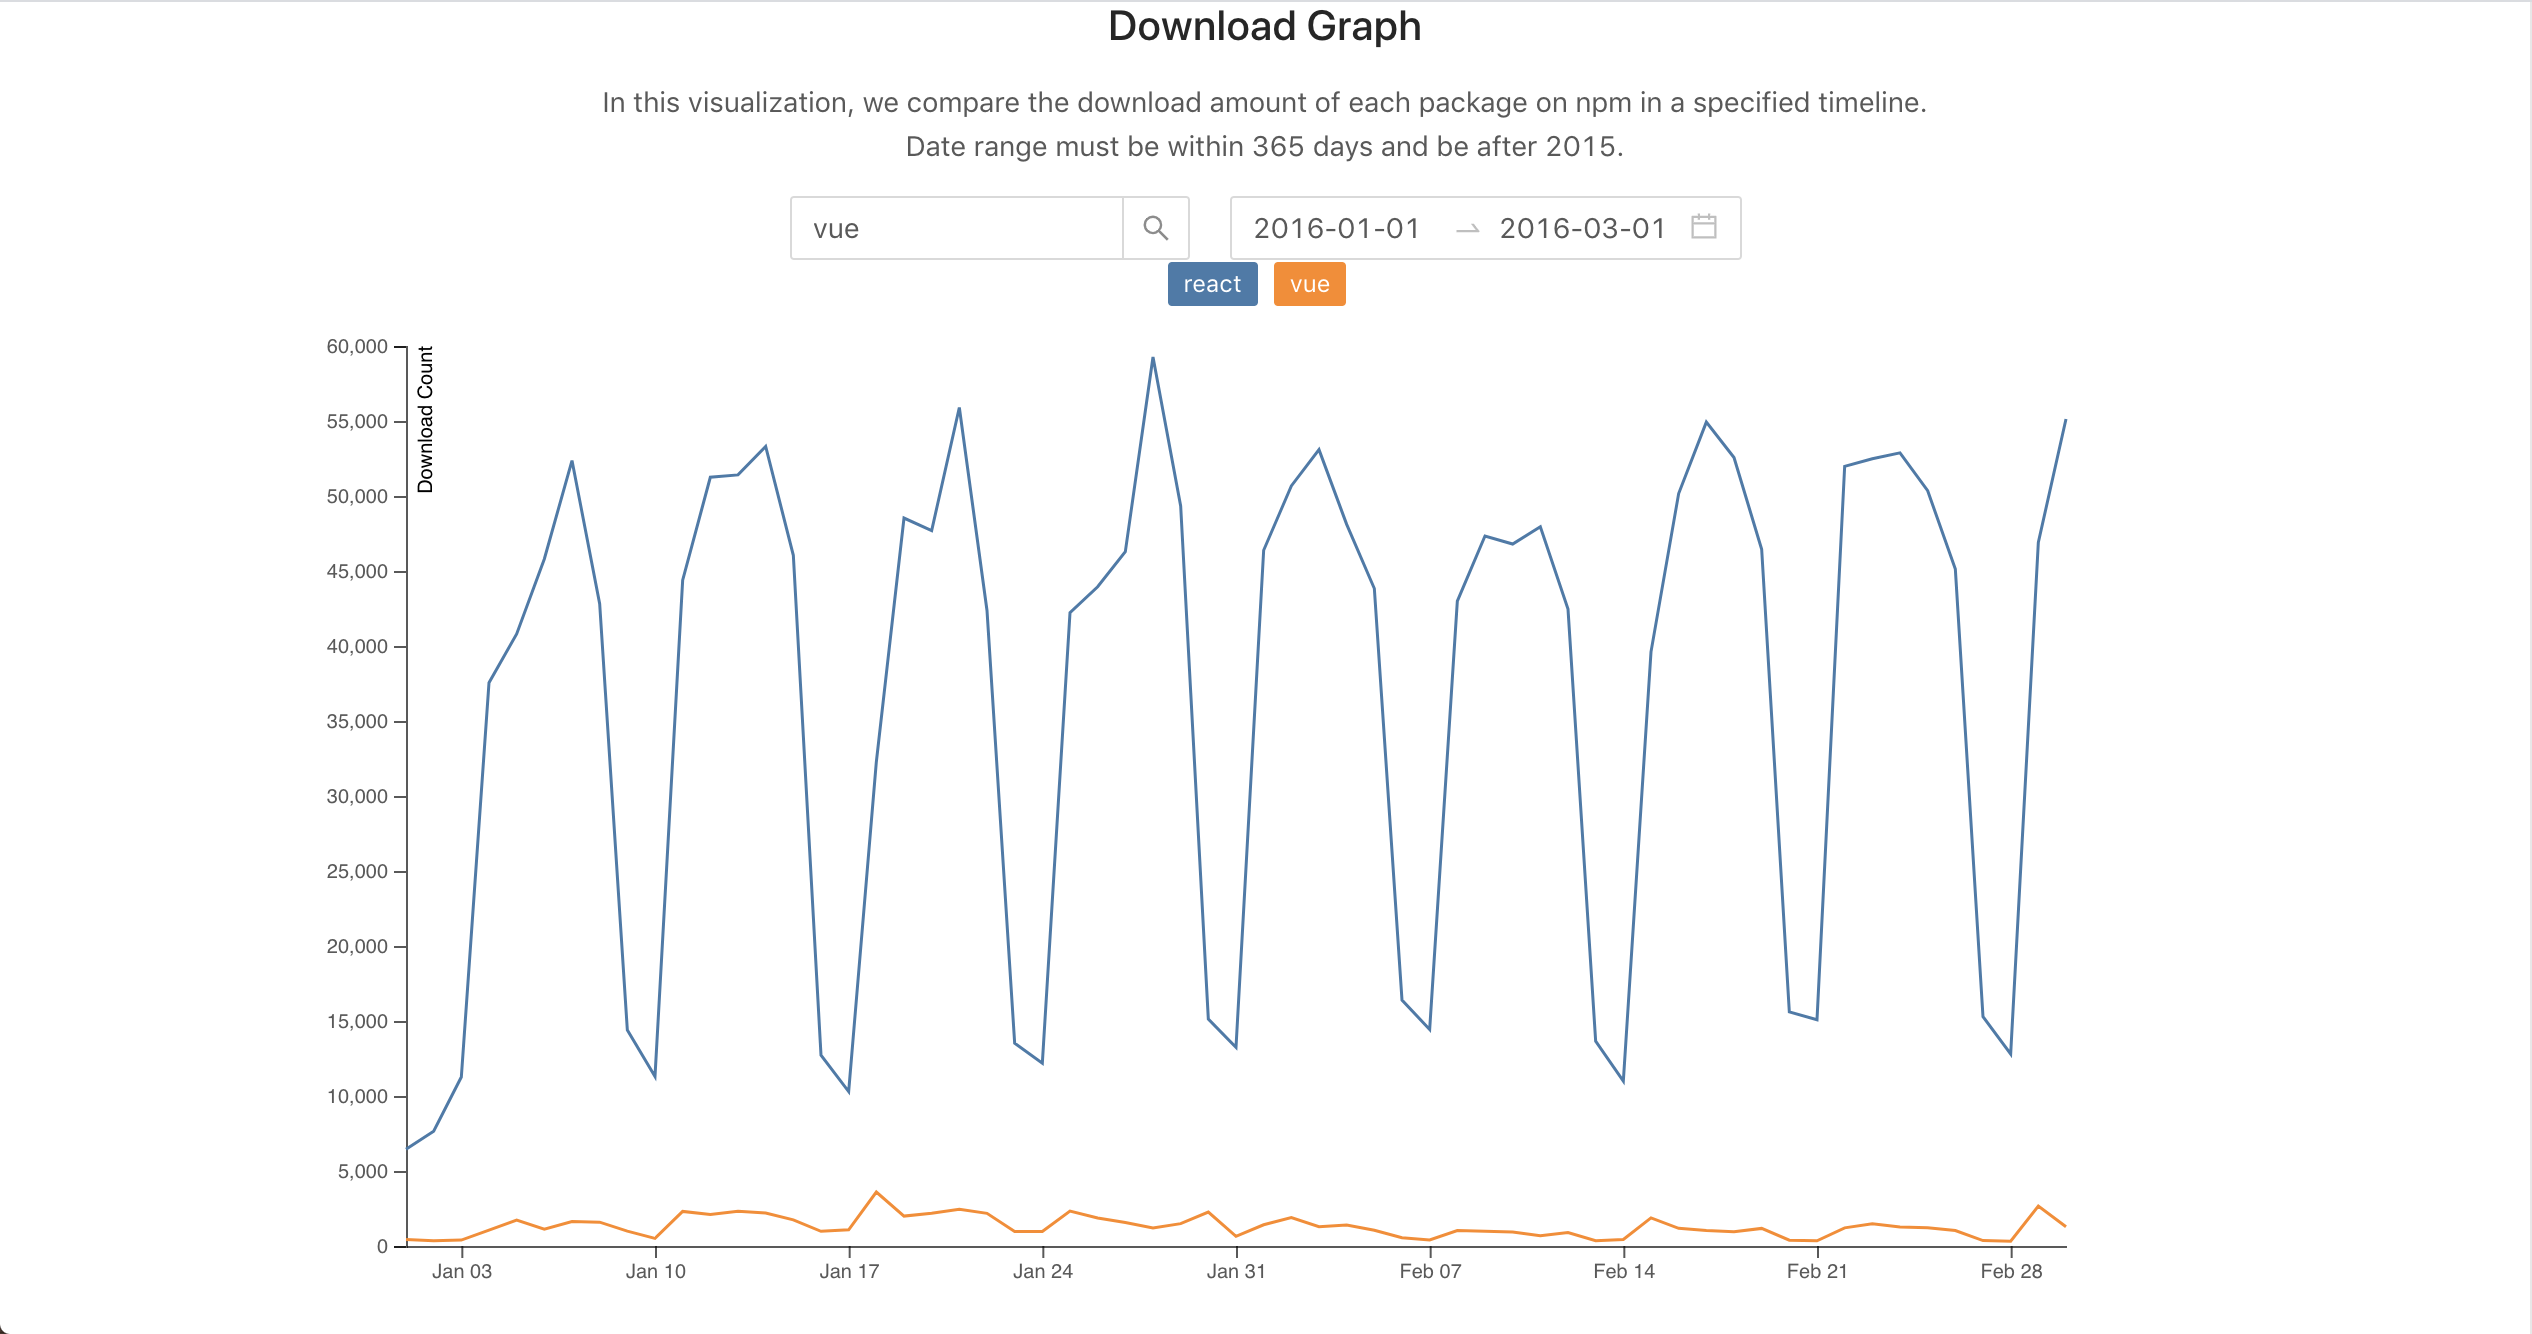 Download Graph
In this visualization, we compare the download amount of each package on npm in a specified timeline.
Date range must be within 365 days and be after 2015.
vue
2016-01-01
2016-03-01
react
vue
Download Count
60,000
55,000
50,000
45,000
40,000
35,000
30,000
25,000
20,000
15,000
10,000
5,000
0
Jan 03
Jan 10
Jan 17
Jan 24
Jan 31
Feb 07
Feb 14
Feb 21
Feb 28